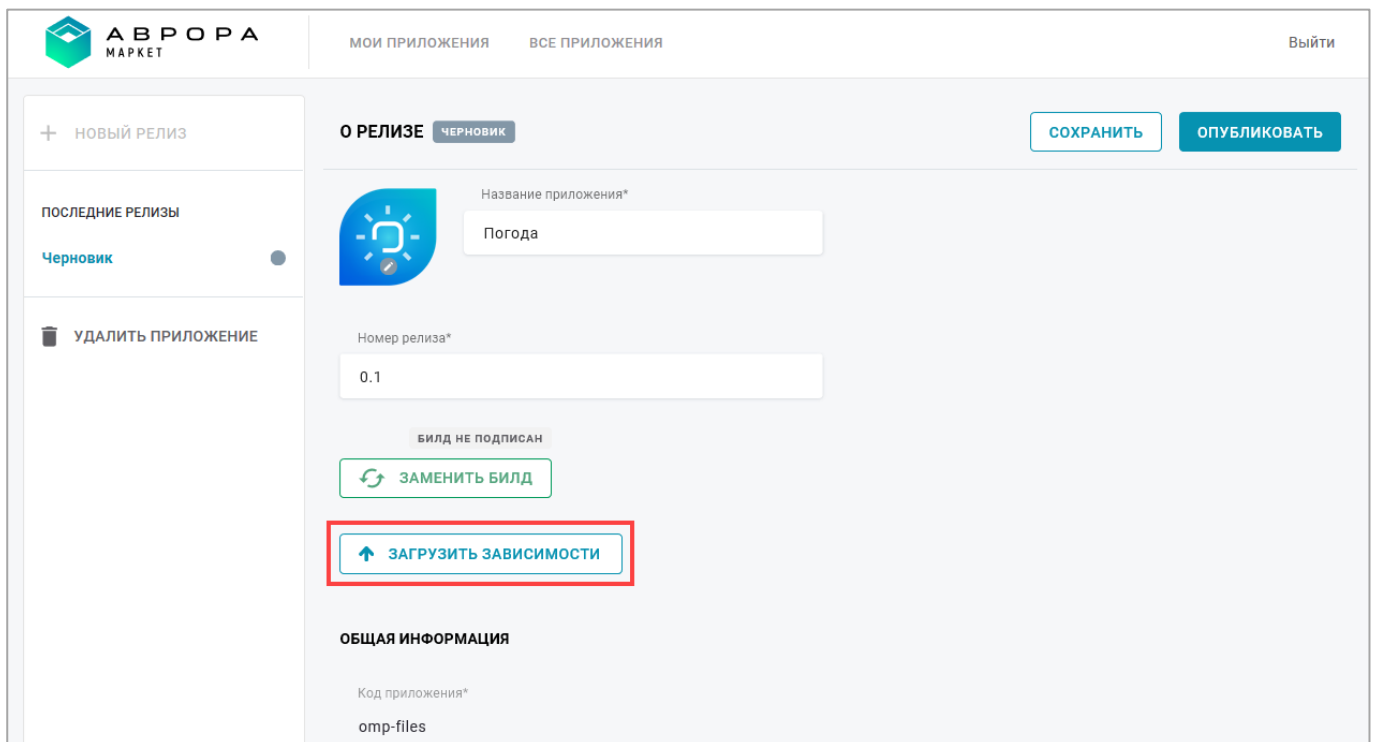 АВРОРА
МАРКЕТ
МОИ ПРИЛОЖЕНИЯ
ВСЕ ПРИЛОЖЕНИЯ
Выйти
НОВЫЙ РЕЛИЗ
ПОСЛЕДНИЕ РЕЛИЗЫ
Черновик
УДАЛИТЬ ПРИЛОЖЕНИЕ
О РЕЛИЗЕ ЧЕРНОВИК
СОХРАНИТЬ
ОПУБЛИКОВАТЬ
Название приложения*
Погода
Номер релиза*
0.1
БИЛД НЕ ПОДПИСАН
ЗАМЕНИТЬ БИЛД
ЗАГРУЗИТЬ ЗАВИСИМОСТИ
ОБЩАЯ ИНФОРМАЦИЯ
Код приложения*
omp-files